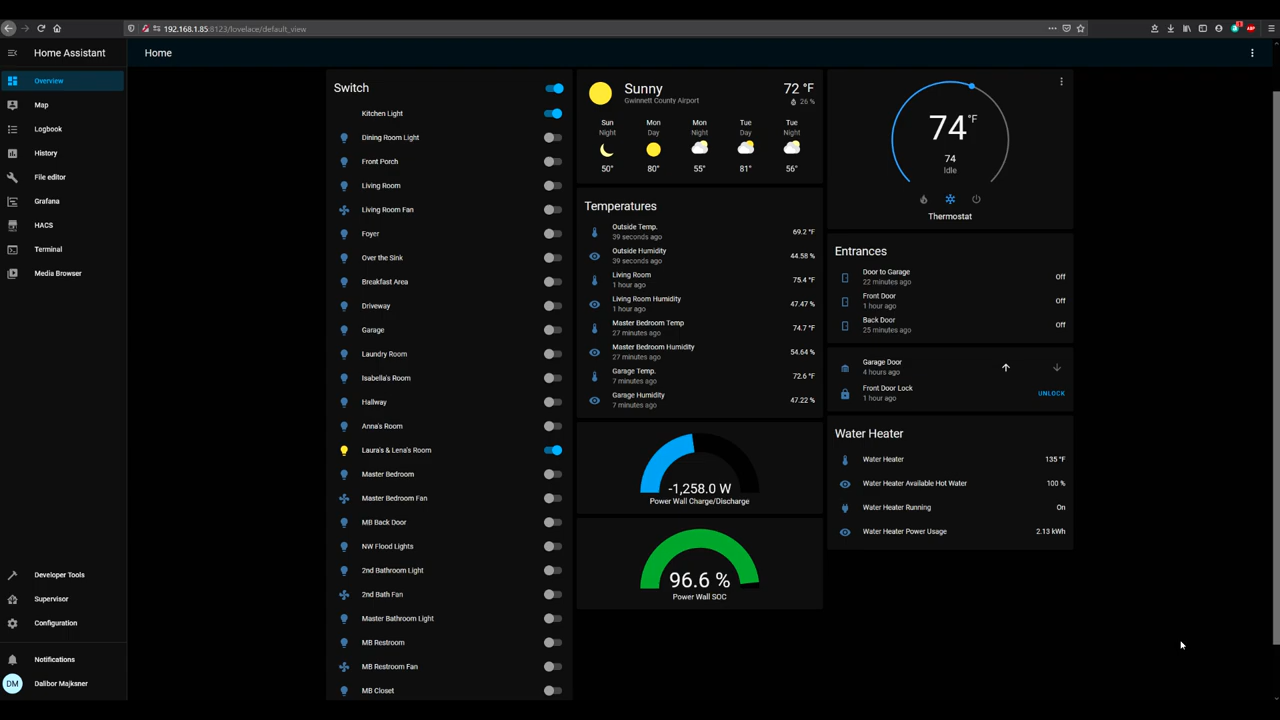 192.168.1.85:8123/lovelace/default_view
Home Assistant
Overview
Map
Logbook
History
File editor
Grafana
HACS
Terminal
Media Browser
Developer Tools
Supervisor
Configuration
Notifications
DM
Dalibor Majksner
Home
Switch
Kitchen Light
Dining Room Light
Front Porch
Living Room
Living Room Fan
Foyer
Over the Sink
Breakfast Area
Driveway
Garage
Laundry Room
Isabella's Room
Hallway
Anna's Room
Laura's & Lena's Room
Master Bedroom
Master Bedroom Fan
MB Back Door
NW Flood Lights
2nd Bathroom Light
2nd Bath Fan
Master Bathroom Light
MB Restroom
MB Restroom Fan
MB Closet
Sunny 72 °F
Gwinnett County Airport 26 %
Sun Mon Mon Tue Tue
Night Day Night Day Night
50° 80° 55° 81° 56°
Temperatures
Outside Temp. 69.2 °F
39 seconds ago
Outside Humidity 44.58 %
39 seconds ago
Living Room 75.4 °F
1 hour ago
Living Room Humidity 47.47 %
1 hour ago
Master Bedroom Temp 74.7 °F
27 minutes ago
Master Bedroom Humidity 54.64 %
27 minutes ago
Garage Temp. 72.6 °F
7 minutes ago
Garage Humidity 47.22 %
7 minutes ago
-1,258.0 W
Power Wall Charge/Discharge
96.6 %
Power Wall SOC
74 °F
74
Idle
Thermostat
Entrances
Door to Garage Off
22 minutes ago
Front Door Off
1 hour ago
Back Door Off
25 minutes ago
Garage Door
4 hours ago
Front Door Lock UNLOCK
1 hour ago
Water Heater
Water Heater 135 °F
Water Heater Available Hot Water 100 %
Water Heater Running On
Water Heater Power Usage 2.13 kWh